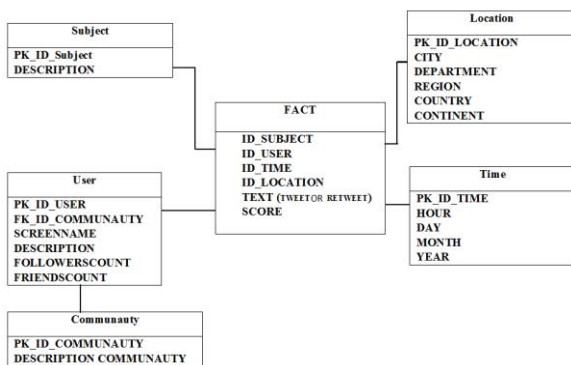 Subject
PK_ID_Subject
DESCRIPTION
Location
PK_ID_LOCATION
CITY
DEPARTMENT
REGION
COUNTRY
CONTINENT
FACT
ID_SUBJECT
ID_USER
ID_TIME
ID_LOCATION
TEXT (TWEET OR RETWEET)
SCORE
User
PK_ID_USER
FK_ID_COMMUNAUTY
SCREENNAME
DESCRIPTION
FOLLOWERSCOUNT
FRIENDSCOUNT
Time
PK_ID_TIME
HOUR
DAY
MONTH
YEAR
Communauty
PK_ID_COMMUNAUTY
DESCRIPTION COMMUNAUTY